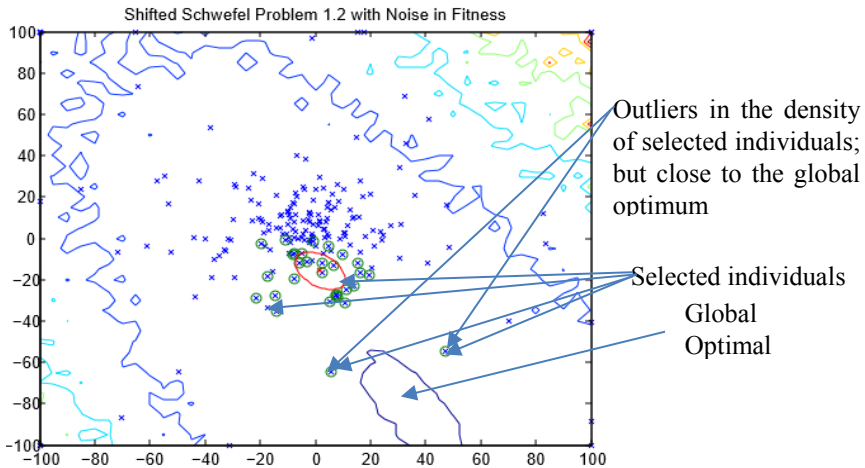 Shifted Schwefel Problem 1.2 with Noise in Fitness
100
80
60
40
20
0
−20
−40
−60
−80
−100
−100
−80
−60
−40
−20
0
20
40
60
80
100
Outliers in the density
of selected individuals;
but close to the global
optimum
Selected individuals
Global
Optimal